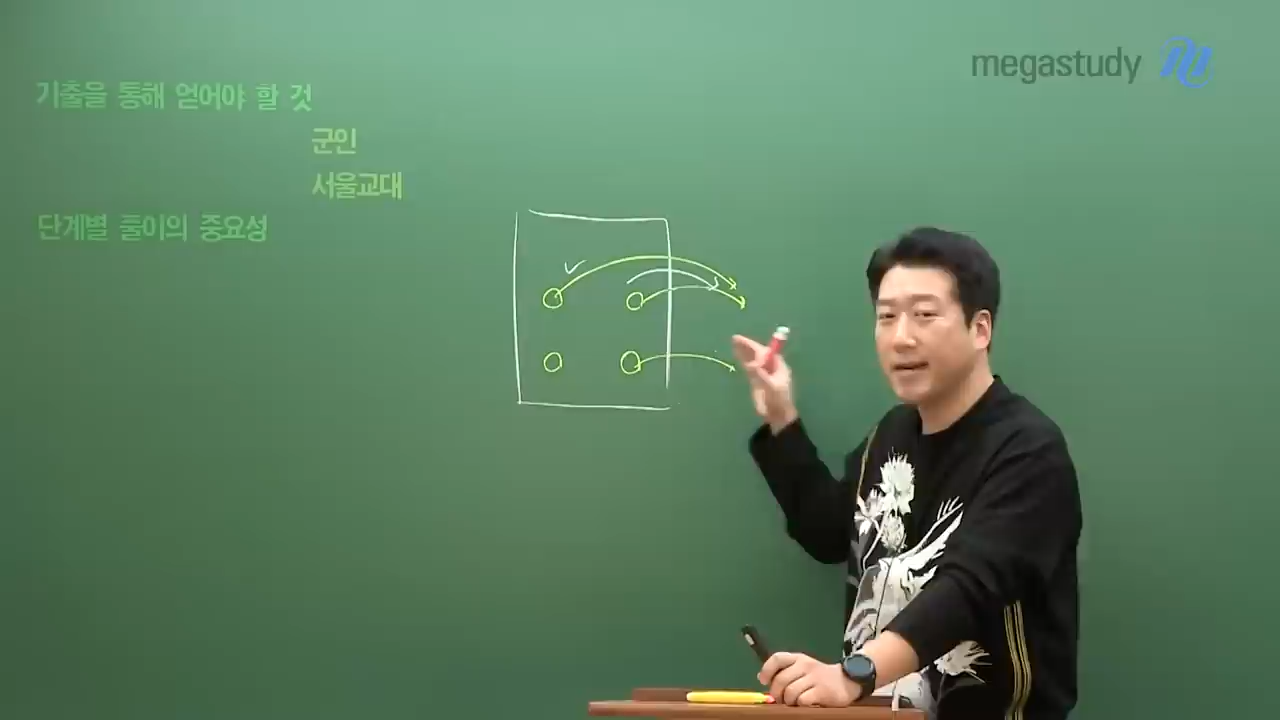 megastudy
기출을 통해 얻어야 할 것
군인
서울교대
단계별 풀이의 중요성